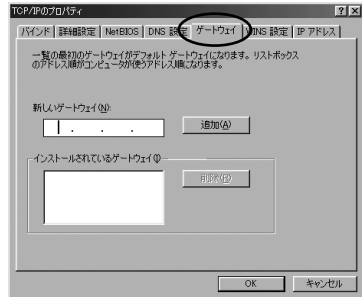 TCP/IPのプロパティ
バインド 詳細設定 NetBIOS DNS 設定 ゲートウェイ WINS 設定 IP アドレス
一覧の最初のゲートウェイがデフォルト ゲートウェイになります。リストボックス
のアドレス順がコンピュータが使うアドレス順になります。
新しいゲートウェイ(N):
. . .
追加(A)
インストールされているゲートウェイ(I)
削除(R)
OK キャンセル